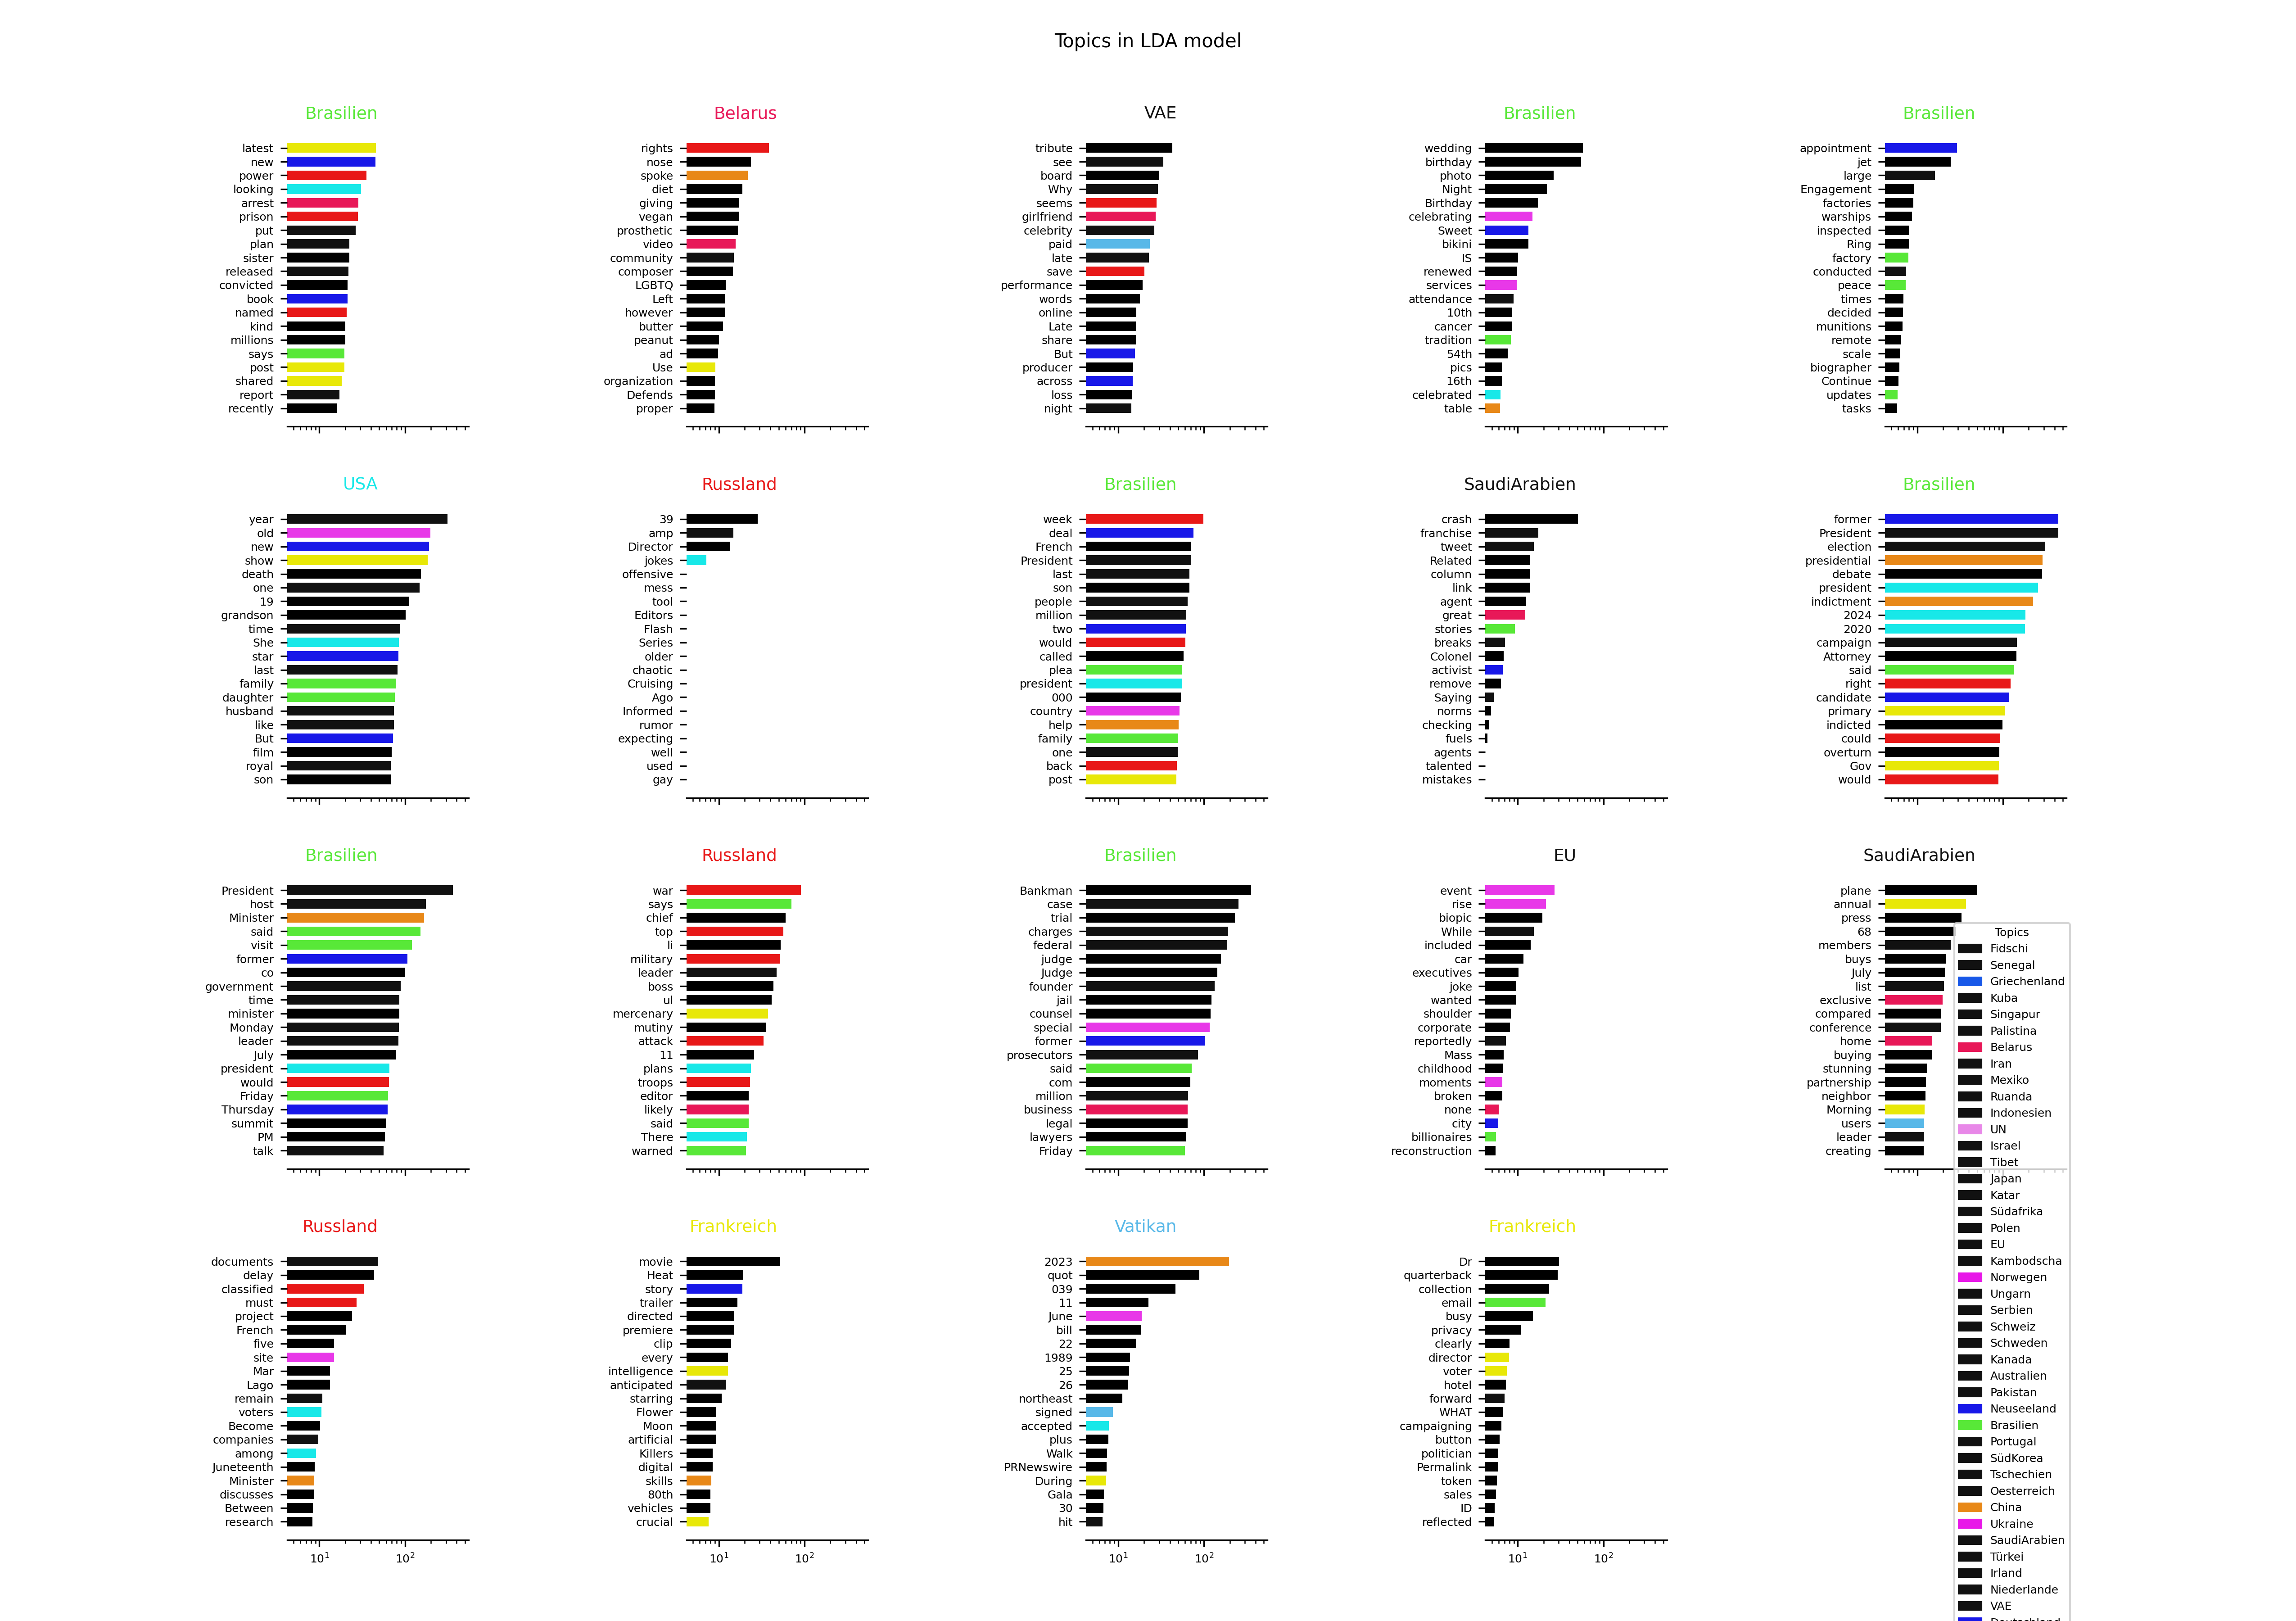 Topics in LDA model
Brasilien
latest
new
power
looking
arrest
prison
put
plan
sister
released
convicted
book
named
kind
millions
says
post
shared
report
recently
Belarus
rights
nose
spoke
diet
giving
vegan
prosthetic
video
community
composer
LGBTQ
Left
however
butter
peanut
ad
Use
organization
Defends
proper
VAE
tribute
see
board
Why
seems
girlfriend
celebrity
paid
late
save
performance
words
online
Late
share
But
producer
across
loss
night
Brasilien
wedding
birthday
photo
Night
Birthday
celebrating
Sweet
bikini
IS
renewed
services
attendance
10th
cancer
tradition
54th
pics
16th
celebrated
table
Brasilien
appointment
jet
large
Engagement
factories
warships
inspected
Ring
factory
conducted
peace
times
decided
munitions
remote
scale
biographer
Continue
updates
tasks
USA
year
old
new
show
death
one
19
grandson
time
She
star
last
family
daughter
husband
like
But
film
royal
son
Russland
39
amp
Director
jokes
offensive
mess
tool
Editors
Flash
Series
older
chaotic
Cruising
Ago
Informed
rumor
expecting
well
used
gay
Brasilien
week
deal
French
President
last
son
people
million
two
would
called
plea
president
000
country
help
family
one
back
post
SaudiArabien
crash
franchise
tweet
Related
column
link
agent
great
stories
breaks
Colonel
activist
remove
Saying
norms
checking
fuels
agents
talented
mistakes
Brasilien
former
President
election
presidential
debate
president
indictment
2024
2020
campaign
Attorney
said
right
candidate
primary
indicted
could
overturn
Gov
would
Brasilien
President
host
Minister
said
visit
former
co
government
time
minister
Monday
leader
July
president
would
Friday
Thursday
summit
PM
talk
Russland
war
says
chief
top
li
military
leader
boss
ul
mercenary
mutiny
attack
11
plans
troops
editor
likely
said
There
warned
Brasilien
Bankman
case
trial
charges
federal
judge
Judge
founder
jail
counsel
special
former
prosecutors
said
com
million
business
legal
lawyers
Friday
EU
event
rise
biopic
While
included
car
executives
joke
wanted
shoulder
corporate
reportedly
Mass
childhood
moments
broken
none
city
billionaires
reconstruction
SaudiArabien
plane
annual
press
68
members
buys
July
list
exclusive
compared
conference
home
buying
stunning
partnership
neighbor
Morning
users
leader
creating
Russland
documents
delay
classified
must
project
French
five
site
Mar
Lago
remain
voters
Become
companies
among
Juneteenth
Minister
discusses
Between
research
10¹ 10²
Frankreich
movie
Heat
story
trailer
directed
premiere
clip
every
intelligence
anticipated
starring
Flower
Moon
artificial
Killers
digital
skills
80th
vehicles
crucial
10¹ 10²
Vatikan
2023
quot
039
11
June
bill
22
1989
25
26
northeast
signed
accepted
plus
Walk
PRNewswire
During
Gala
30
hit
10¹ 10²
Frankreich
Dr
quarterback
collection
email
busy
privacy
clearly
director
voter
hotel
forward
WHAT
campaigning
button
politician
Permalink
token
sales
ID
reflected
10¹ 10²
Topics
Fidschi
Senegal
Griechenland
Kuba
Singapur
Palistina
Belarus
Iran
Mexiko
Ruanda
Indonesien
UN
Israel
Tibet
Japan
Katar
Südafrika
Polen
EU
Kambodscha
Norwegen
Ungarn
Serbien
Schweiz
Schweden
Kanada
Australien
Pakistan
Neuseeland
Brasilien
Portugal
SüdKorea
Tschechien
Oesterreich
China
Ukraine
SaudiArabien
Türkei
Irland
Niederlande
VAE